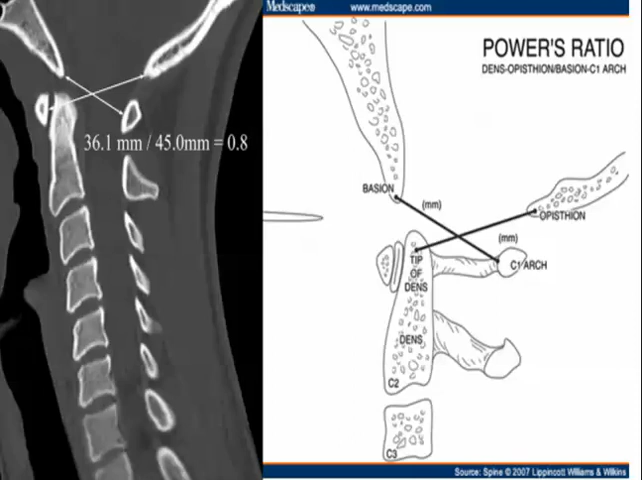 Medscape® www.medscape.com
POWER'S RATIO
DENS-OPISTHION/BASION-C1 ARCH
36.1 mm / 45.0mm = 0.8
BASION
(mm)
OPISTHION
(mm)
C1 ARCH
TIP
OF
DENS
DENS
C2
C3
Source: Spine © 2007 Lippincott Williams & Wilkins